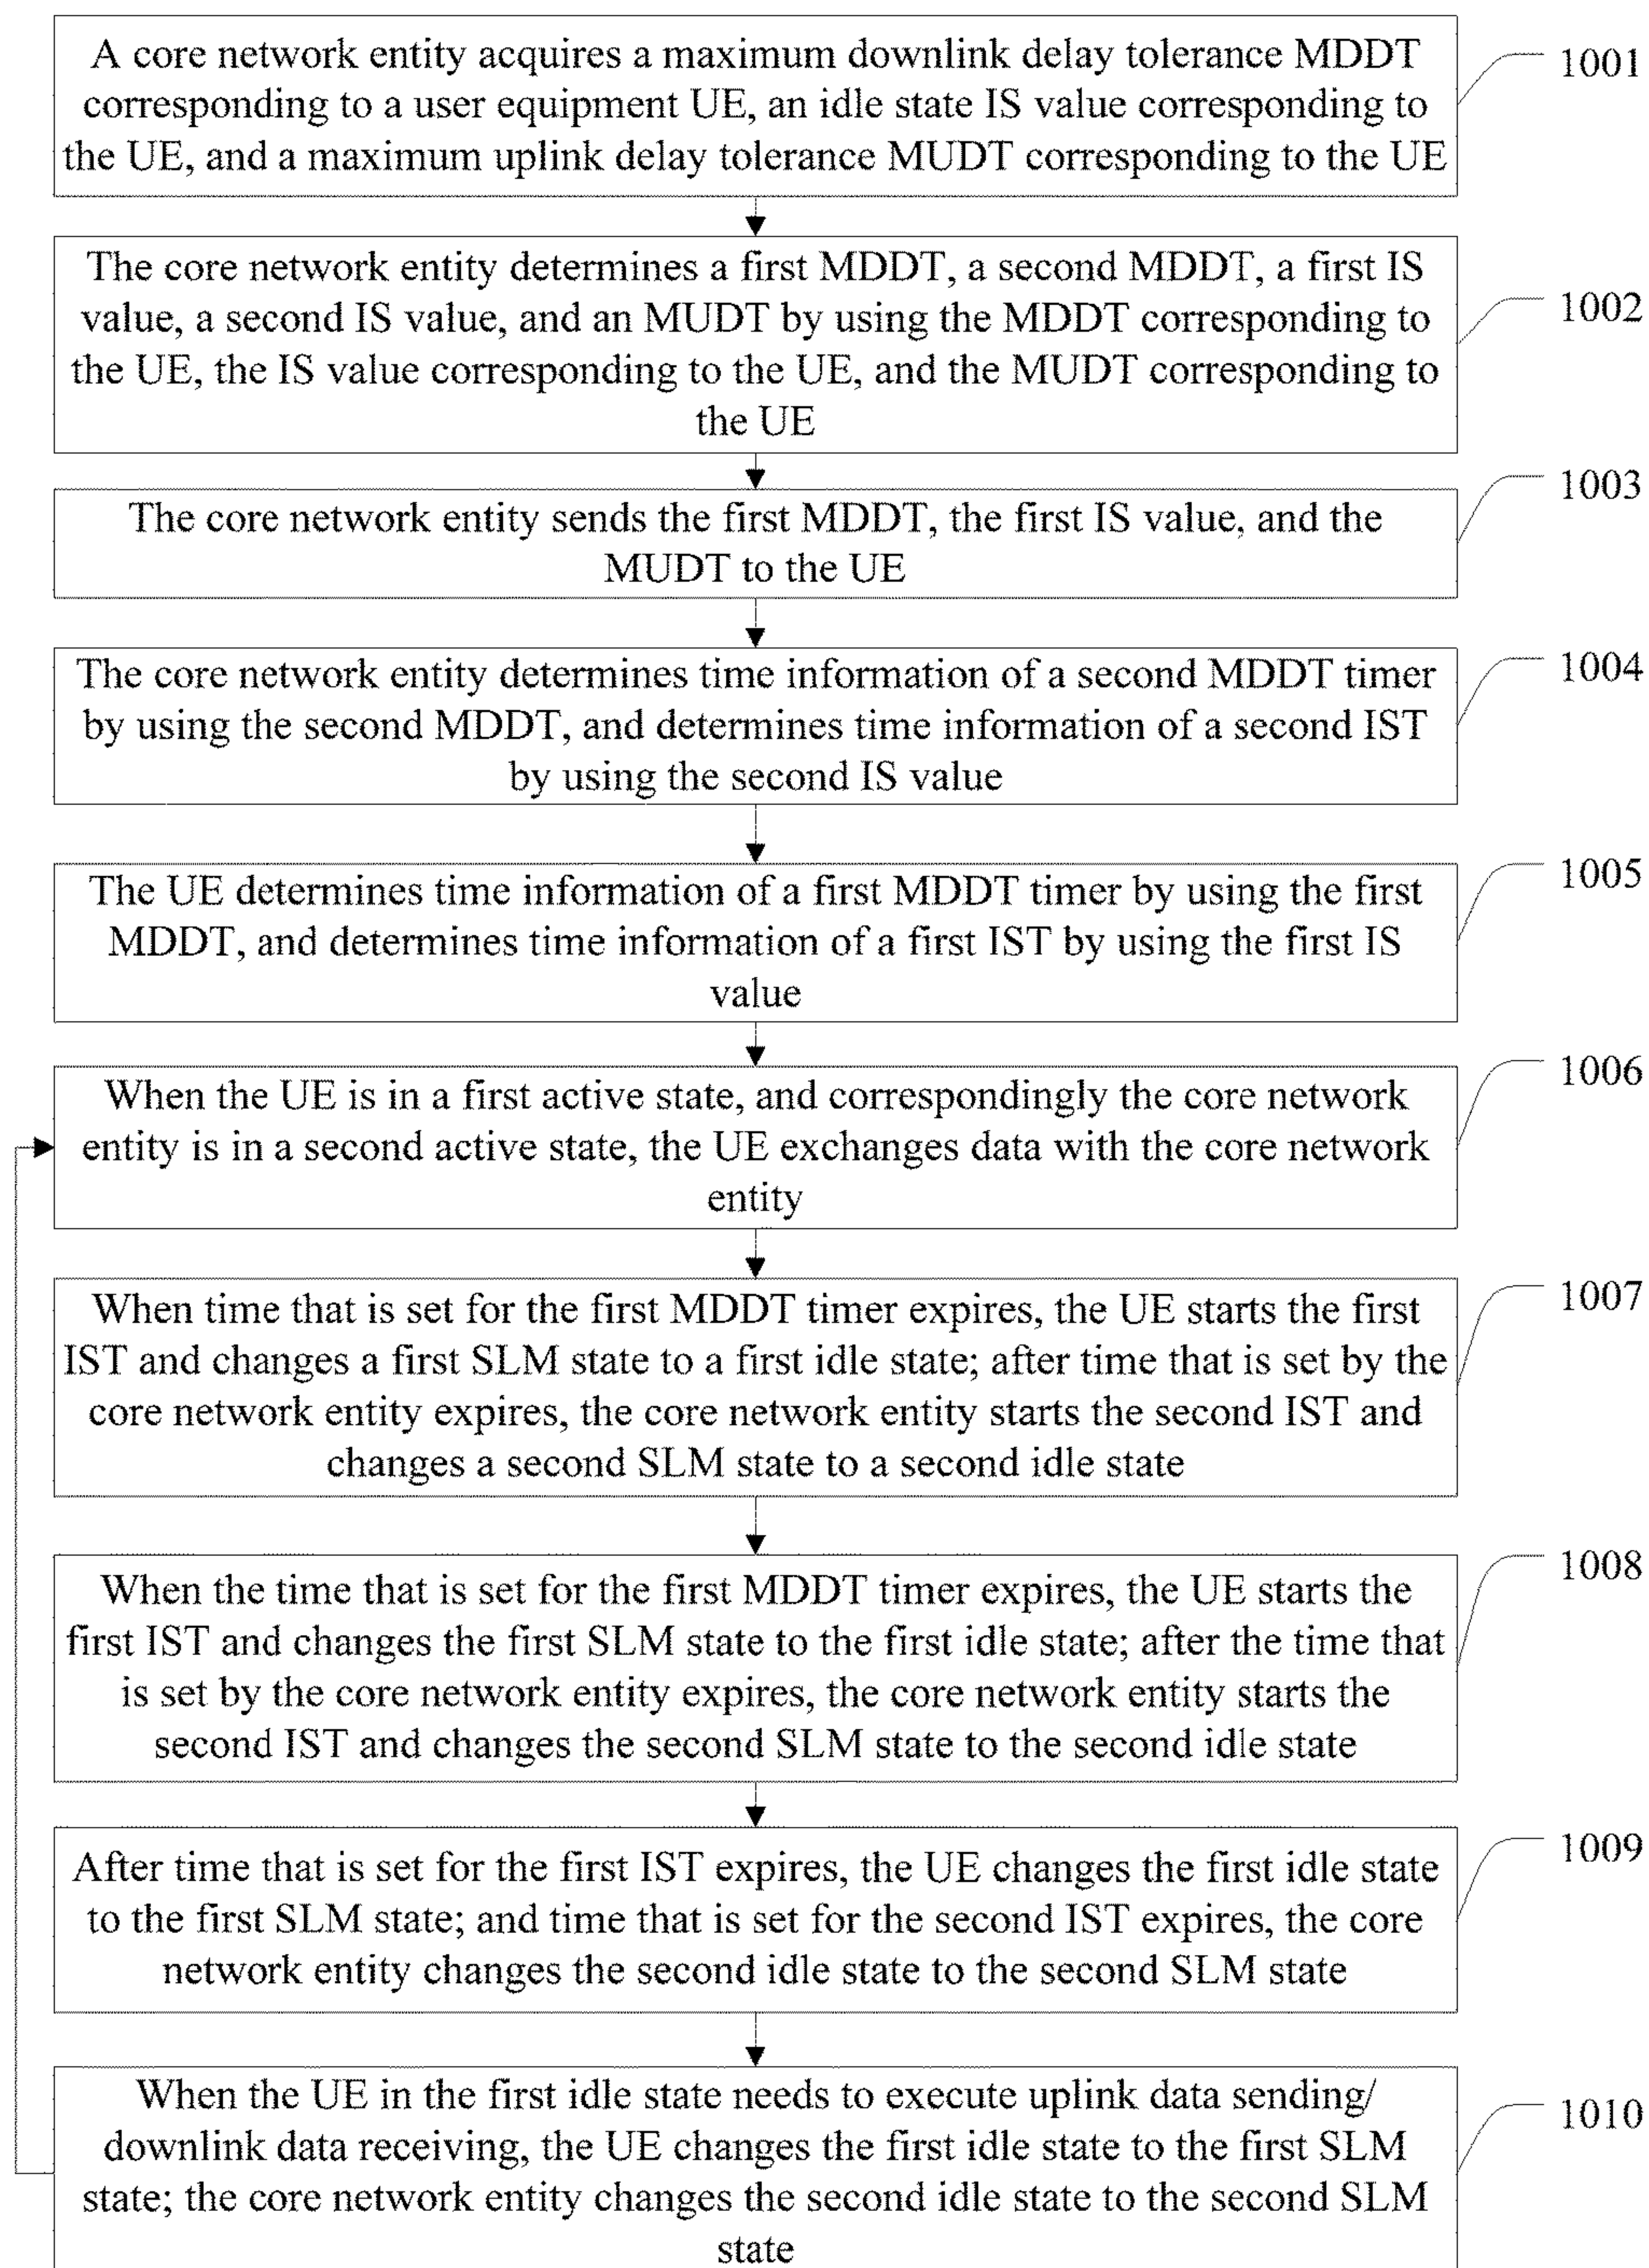 A core network entity acquires a maximum downlink delay tolerance MDDT
corresponding to a user equipment UE, an idle state IS value corresponding to
the UE, and a maximum uplink delay tolerance MUDT corresponding to the UE
1001
The core network entity determines a first MDDT, a second MDDT, a first IS
value, a second IS value, and an MUDT by using the MDDT corresponding to
the UE, the IS value corresponding to the UE, and the MUDT corresponding to
the UE
1002
The core network entity sends the first MDDT, the first IS value, and the
MUDT to the UE
1003
The core network entity determines time information of a second MDDT timer
by using the second MDDT, and determines time information of a second IST
by using the second IS value
1004
The UE determines time information of a first MDDT timer by using the first
MDDT, and determines time information of a first IST by using the first IS
value
1005
When the UE is in a first active state, and correspondingly the core network
entity is in a second active state, the UE exchanges data with the core network
entity
1006
When time that is set for the first MDDT timer expires, the UE starts the first
IST and changes a first SLM state to a first idle state; after time that is set by the
core network entity expires, the core network entity starts the second IST and
changes a second SLM state to a second idle state
1007
When the time that is set for the first MDDT timer expires, the UE starts the
first IST and changes the first SLM state to the first idle state; after the time that
is set by the core network entity expires, the core network entity starts the
second IST and changes the second SLM state to the second idle state
1008
After time that is set for the first IST expires, the UE changes the first idle state
to the first SLM state; and time that is set for the second IST expires, the core
network entity changes the second idle state to the second SLM state
1009
When the UE in the first idle state needs to execute uplink data sending/
downlink data receiving, the UE changes the first idle state to the first SLM
state; the core network entity changes the second idle state to the second SLM
state
1010